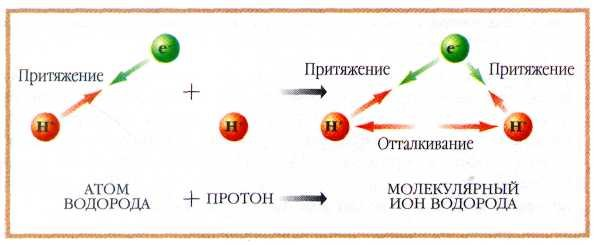 e⁻
e⁻
Притяжение
Притяжение
Притяжение
+
H⁺
H⁺
H⁺
H⁺
Отталкивание
АТОМ
ВОДОРОДА
+ ПРОТОН
МОЛЕКУЛЯРНЫЙ
ИОН ВОДОРОДА